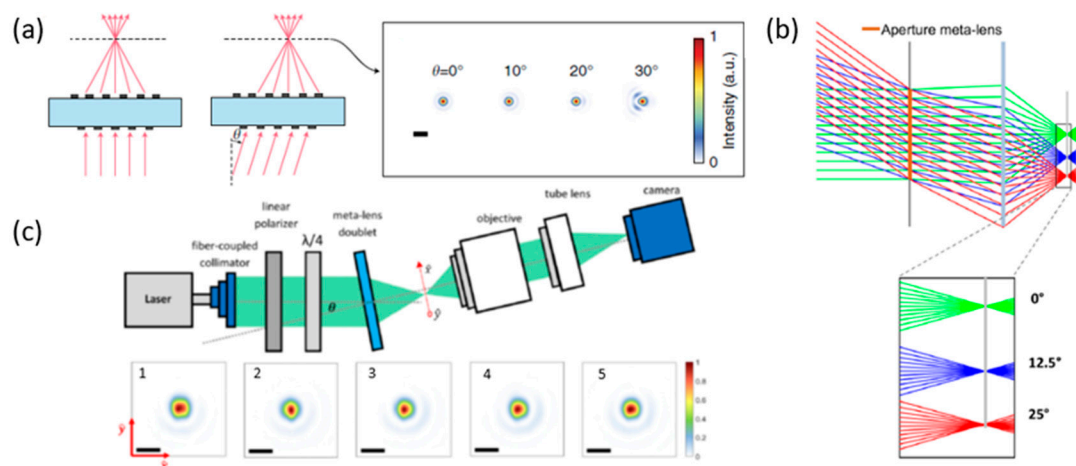 (a)
θ
θ=0°
10°
20°
30°
1
0
Intensity (a.u.)
(b)
Aperture meta-lens
0°
12.5°
25°
(c)
Laser
fiber-coupled
collimator
linear
polarizer
λ/4
meta-lens
doublet
θ
x̂
ŷ
objective
tube lens
camera
1
2
3
4
5
ŷ
1
0.8
0.6
0.4
0.2
0